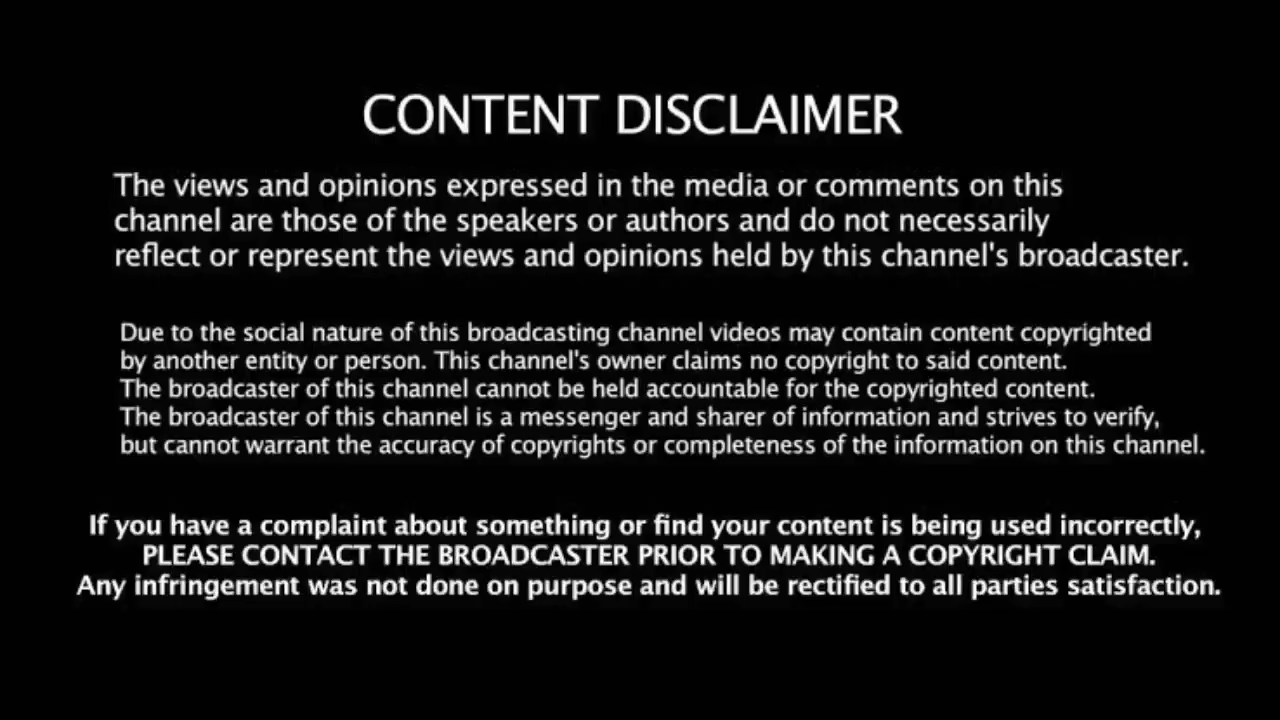 CONTENT DISCLAIMER
The views and opinions expressed in the media or comments on this
channel are those of the speakers or authors and do not necessarily
reflect or represent the views and opinions held by this channel's broadcaster.
Due to the social nature of this broadcasting channel videos may contain content copyrighted
by another entity or person. This channel's owner claims no copyright to said content.
The broadcaster of this channel cannot be held accountable for the copyrighted content.
The broadcaster of this channel is a messenger and sharer of information and strives to verify,
but cannot warrant the accuracy of copyrights or completeness of the information on this channel.
If you have a complaint about something or find your content is being used incorrectly,
PLEASE CONTACT THE BROADCASTER PRIOR TO MAKING A COPYRIGHT CLAIM.
Any infringement was not done on purpose and will be rectified to all parties satisfaction.